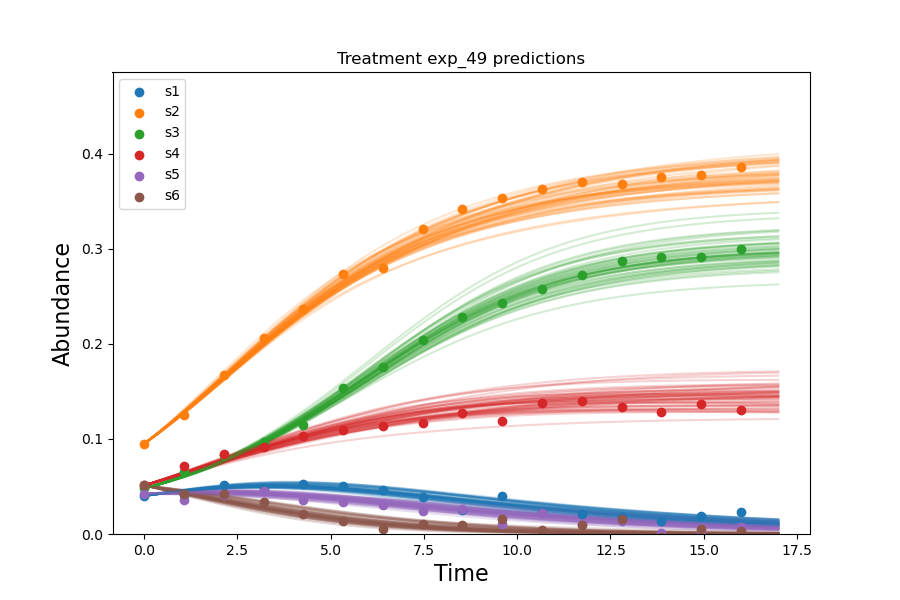 Treatment exp_49 predictions
s1
s2
s3
s4
s5
s6
Abundance
0.4
0.3
0.2
0.1
0.0
0.0 2.5 5.0 7.5 10.0 12.5 15.0 17.5
Time